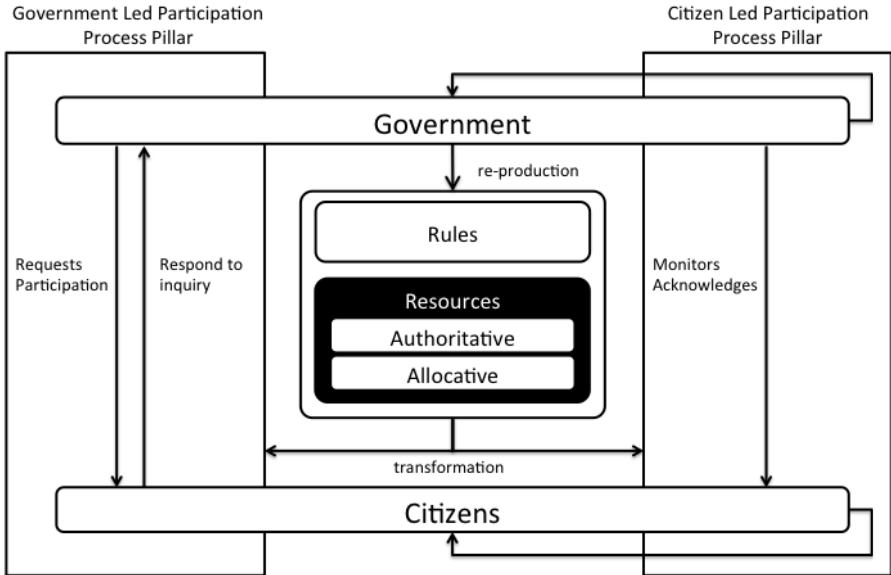 Government Led Participation
Process Pillar
Citizen Led Participation
Process Pillar
Government
re-production
Rules
Requests
Participation
Respond to
inquiry
Monitors
Acknowledges
Resources
Authoritative
Allocative
transformation
Citizens